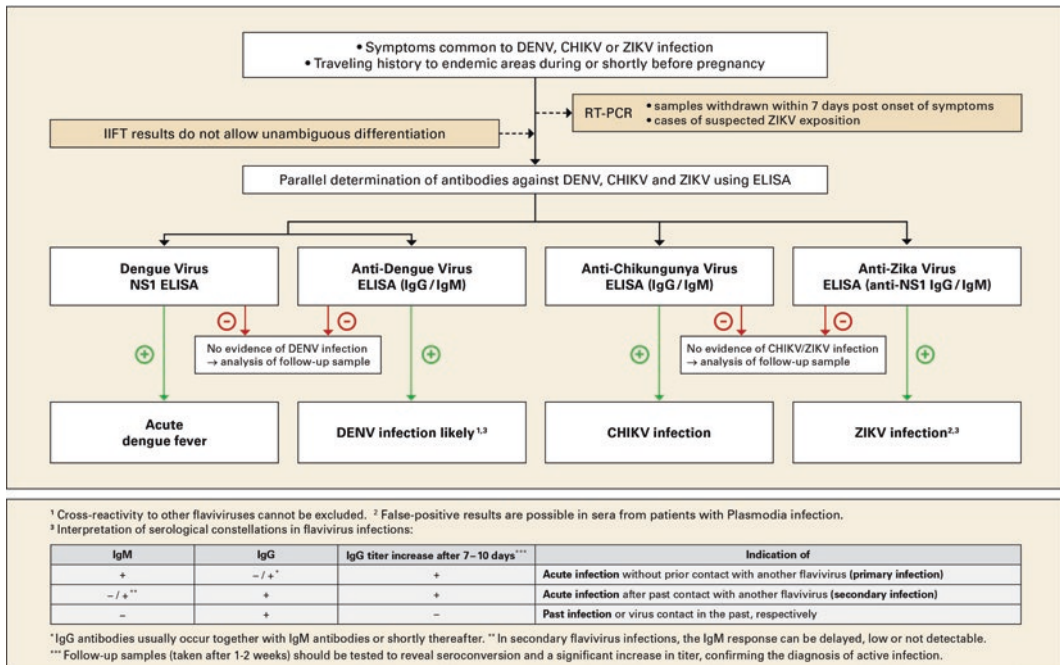 • Symptoms common to DENV, CHIKV or ZIKV infection
• Traveling history to endemic areas during or shortly before pregnancy
RT-PCR
• samples withdrawn within 7 days post onset of symptoms
• cases of suspected ZIKV exposition
IIFT results do not allow unambiguous differentiation
Parallel determination of antibodies against DENV, CHIKV and ZIKV using ELISA
Dengue Virus
NS1 ELISA
Anti-Dengue Virus
ELISA (IgG / IgM)
Anti-Chikungunya Virus
ELISA (IgG / IgM)
Anti-Zika Virus
ELISA (anti-NS1 IgG / IgM)
No evidence of DENV infection
→ analysis of follow-up sample
No evidence of CHIKV/ZIKV infection
→ analysis of follow-up sample
Acute
dengue fever
DENV infection likely 1,3
CHIKV infection
ZIKV infection 2,3
1 Cross-reactivity to other flaviviruses cannot be excluded. 2 False-positive results are possible in sera from patients with Plasmodia infection.
3 Interpretation of serological constellations in flavivirus infections:
IgM IgG IgG titer increase after 7–10 days*** Indication of
+ – / +* + Acute infection without prior contact with another flavivirus (primary infection)
– / +** + + Acute infection after past contact with another flavivirus (secondary infection)
– + – Past infection or virus contact in the past, respectively
* IgG antibodies usually occur together with IgM antibodies or shortly thereafter. ** In secondary flavivirus infections, the IgM response can be delayed, low or not detectable.
*** Follow-up samples (taken after 1-2 weeks) should be tested to reveal seroconversion and a significant increase in titer, confirming the diagnosis of active infection.